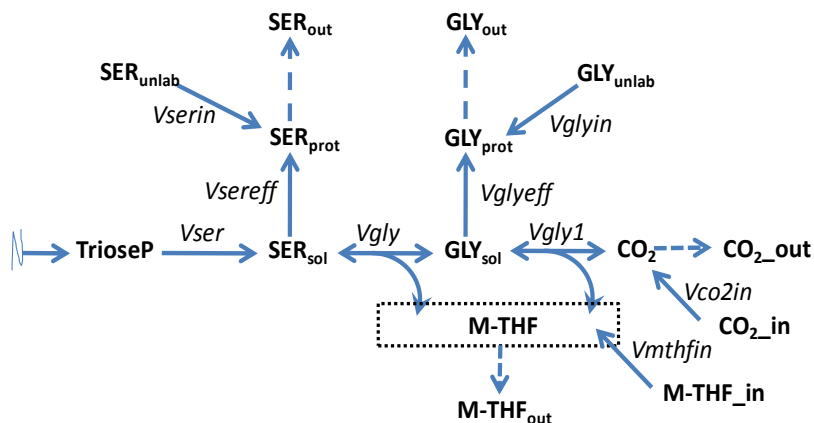 SERout GLYout
SERunlab GLYunlab
Vserin Vglyin
SERprot GLYprot
Vsereff Vglyeff
Vser Vgly Vgly1
TrioseP SERsol GLYsol CO2 CO2_out
Vco2in
M-THF CO2_in
Vmthfin
M-THF_in
M-THFout